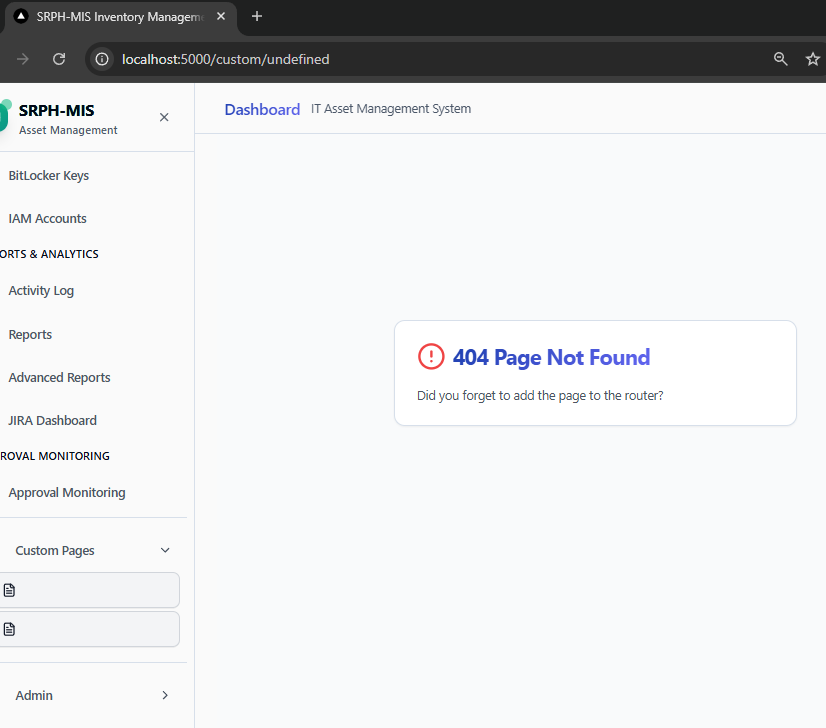 SRPH-MIS Inventory Managem
localhost:5000/custom/undefined
SRPH-MIS
Asset Management
Dashboard IT Asset Management System
BitLocker Keys
IAM Accounts
ORTS & ANALYTICS
Activity Log
Reports
Advanced Reports
JIRA Dashboard
ROVAL MONITORING
Approval Monitoring
Custom Pages
Admin
404 Page Not Found
Did you forget to add the page to the router?